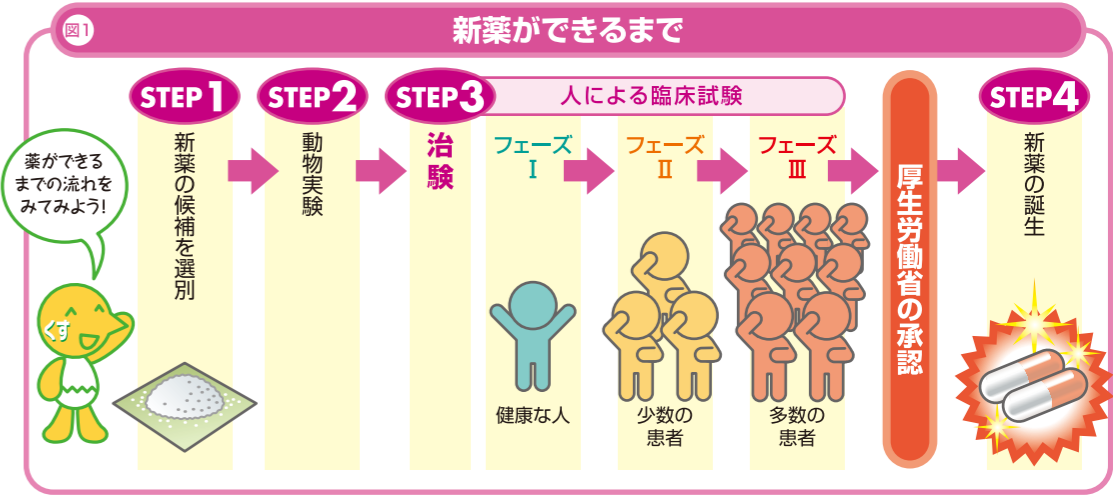 図1
新薬ができるまで
薬ができる
までの流れを
みてみよう!
くす
STEP1
新薬の候補を選別
STEP2
動物実験
STEP3
治験
人による臨床試験
フェーズ
Ⅰ
健康な人
フェーズ
Ⅱ
少数の
患者
フェーズ
Ⅲ
多数の
患者
厚生労働省の承認
STEP4
新薬の誕生